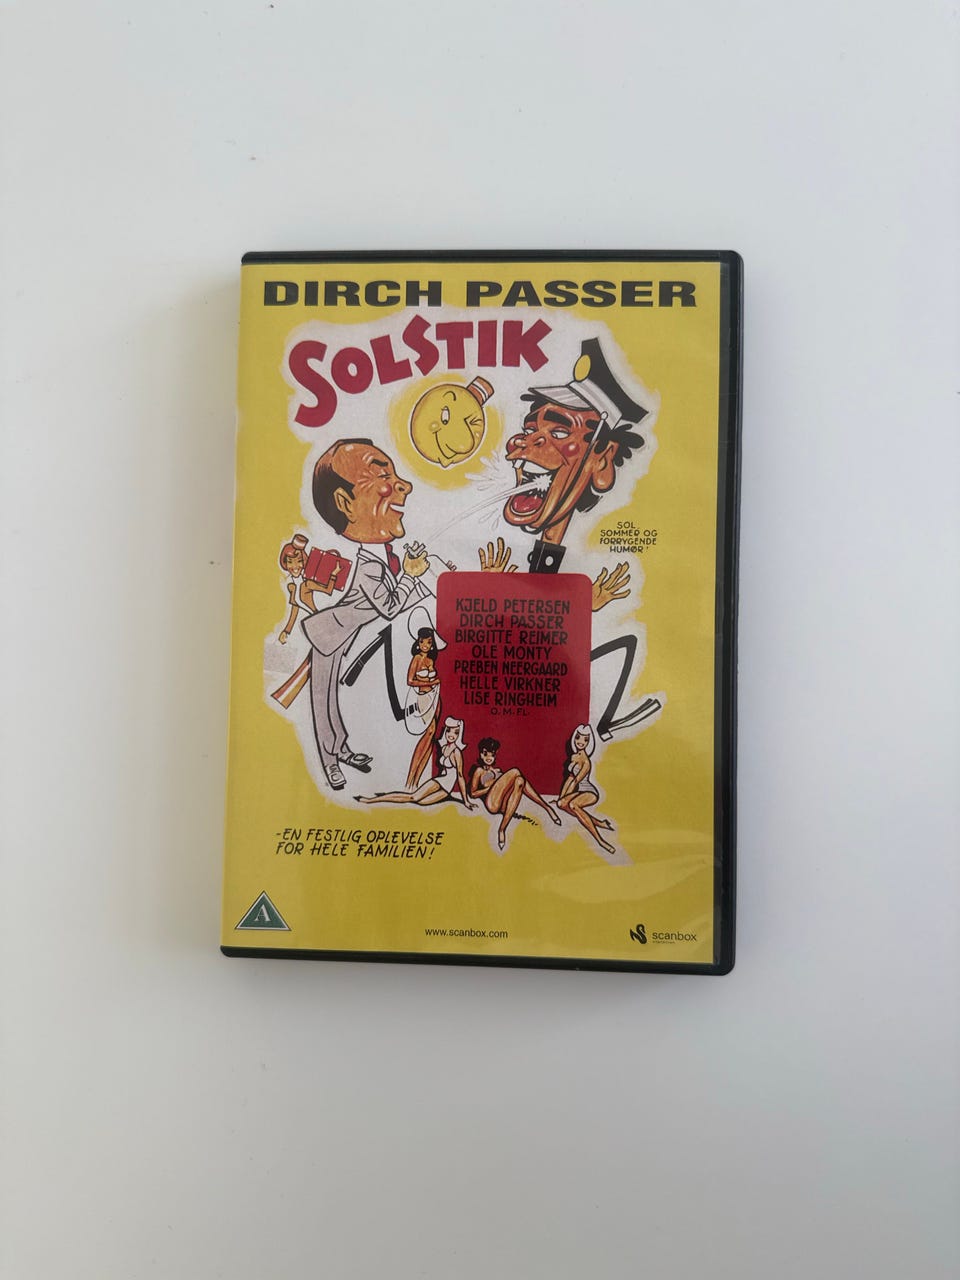 DIRCH PASSER
SOLSTIK
SOL
SOMMER OG
FORRYGENDE
HUMØR!
KJELD PETERSEN
DIRCH PASSER
BIRGITTE REIMER
OLE MONTY
PREBEN NEERGAARD
HELLE VIRKNER
LISE RINGHEIM
O.M.FL.
-EN FESTLIG OPLEVELSE
FOR HELE FAMILIEN!
A
www.scanbox.com
scanbox